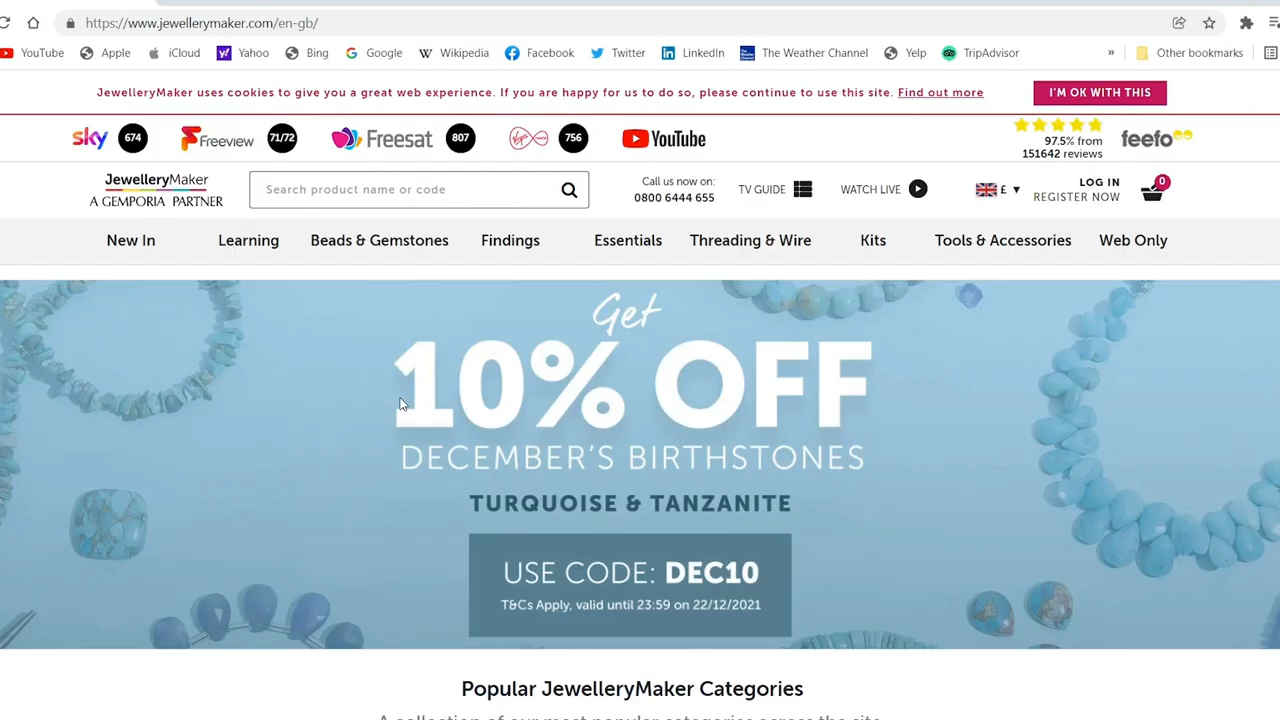 https://www.jewellerymaker.com/en-gb/
YouTube Apple iCloud Yahoo Bing Google Wikipedia Facebook Twitter LinkedIn The Weather Channel Yelp TripAdvisor » Other bookmarks
JewelleryMaker uses cookies to give you a great web experience. If you are happy for us to do so, please continue to use this site. Find out more
I'M OK WITH THIS
sky 674 Freeview 71/72 Freesat 807 Virgin media 756 YouTube
97.5% from
151642 reviews
feefo
JewelleryMaker
A GEMPORIA PARTNER
Search product name or code
Call us now on:
0800 6444 655
TV GUIDE
WATCH LIVE
£ ▼
LOG IN
REGISTER NOW
0
New In Learning Beads & Gemstones Findings Essentials Threading & Wire Kits Tools & Accessories Web Only
Get
10% OFF
DECEMBER'S BIRTHSTONES
TURQUOISE & TANZANITE
USE CODE: DEC10
T&Cs Apply, valid until 23:59 on 22/12/2021
Popular JewelleryMaker Categories
A collection of our most popular categories across the site